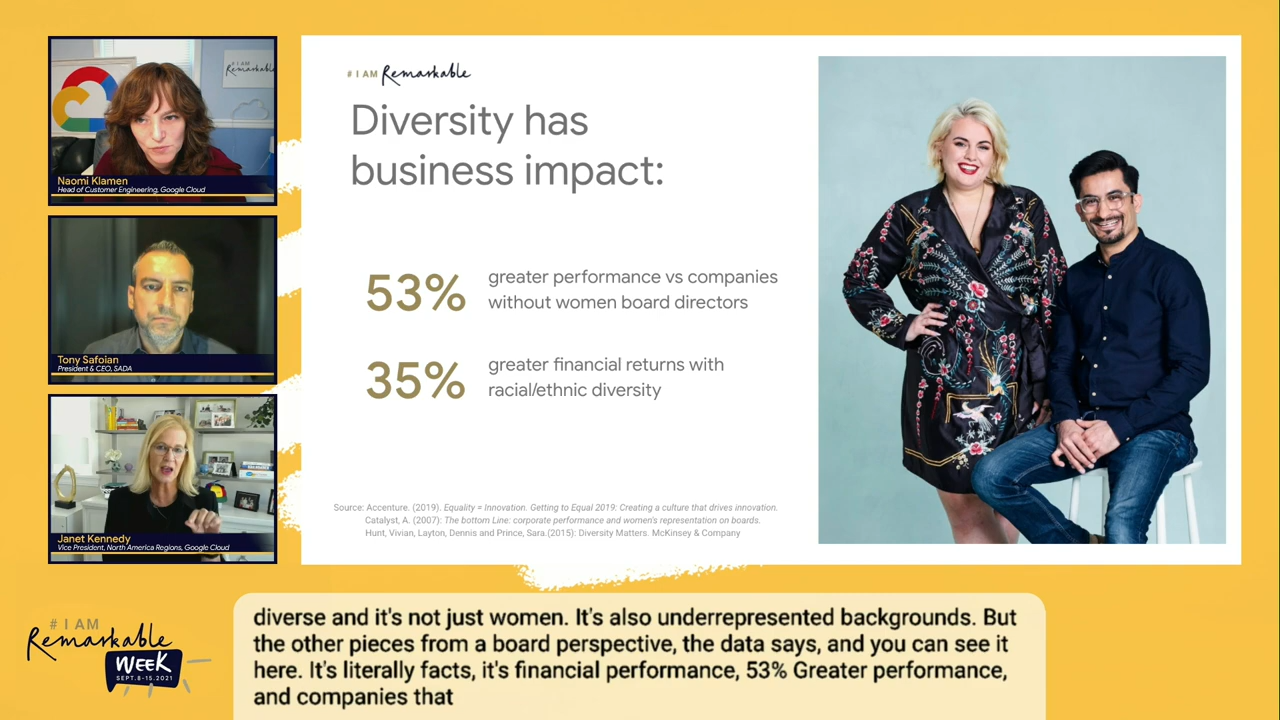 # I AM
Remarkable
Naomi Klamen
Head of Customer Engineering, Google Cloud
Tony Safoian
President & CEO, SADA
Janet Kennedy
Vice President, North America Regions, Google Cloud
# I AM Remarkable
Diversity has
business impact:
53%
greater performance vs companies
without women board directors
35%
greater financial returns with
racial/ethnic diversity
Source: Accenture. (2019). Equality = Innovation. Getting to Equal 2019: Creating a culture that drives innovation.
Catalyst, A. (2007): The bottom Line: corporate performance and women's representation on boards.
Hunt, Vivian, Layton, Dennis and Prince, Sara.(2015): Diversity Matters. McKinsey & Company
# I AM
Remarkable
WEEK
SEPT.8-15.2021
diverse and it's not just women. It's also underrepresented backgrounds. But
the other pieces from a board perspective, the data says, and you can see it
here. It's literally facts, it's financial performance, 53% Greater performance,
and companies that